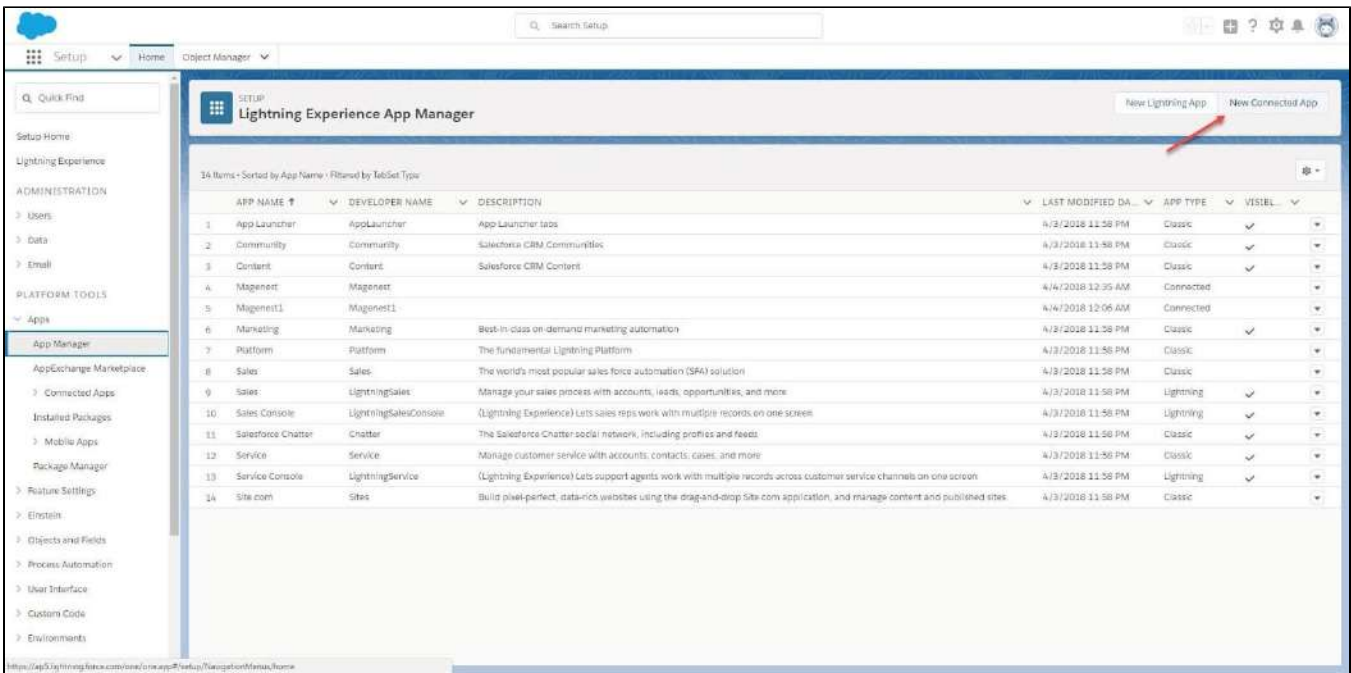 Search Setup
Setup
Home
Object Manager
Quick Find
Setup Home
Lightning Experience
ADMINISTRATION
Users
Data
Email
PLATFORM TOOLS
Apps
App Manager
AppExchange Marketplace
Connected Apps
Installed Packages
Mobile Apps
Package Manager
Feature Settings
Einstein
Objects and Fields
Process Automation
User Interface
Custom Code
Environments
SETUP
Lightning Experience App Manager
New Lightning App
New Connected App
14 Items • Sorted by App Name • Filtered by TabSet Type
APP NAME ↑ DEVELOPER NAME DESCRIPTION LAST MODIFIED DA... APP TYPE VISIBL...
1 App Launcher AppLauncher App Launcher tabs 4/3/2018 11:58 PM Classic
2 Community Community Salesforce CRM Communities 4/3/2018 11:58 PM Classic
3 Content Content Salesforce CRM Content 4/3/2018 11:58 PM Classic
4 Magenest Magenest 4/4/2018 12:35 AM Connected
5 Magenest1 Magenest1 4/4/2018 12:06 AM Connected
6 Marketing Marketing Best-in-class on-demand marketing automation 4/3/2018 11:58 PM Classic
7 Platform Platform The fundamental Lightning Platform 4/3/2018 11:58 PM Classic
8 Sales Sales The world's most popular sales force automation (SFA) solution 4/3/2018 11:58 PM Classic
9 Sales LightningSales Manage your sales process with accounts, leads, opportunities, and more 4/3/2018 11:58 PM Lightning
10 Sales Console LightningSalesConsole (Lightning Experience) Lets sales reps work with multiple records on one screen 4/3/2018 11:58 PM Lightning
11 Salesforce Chatter Chatter The Salesforce Chatter social network, including profiles and feeds 4/3/2018 11:58 PM Classic
12 Service Service Manage customer service with accounts, contacts, cases, and more 4/3/2018 11:58 PM Classic
13 Service Console LightningService (Lightning Experience) Lets support agents work with multiple records across customer service channels on one screen 4/3/2018 11:58 PM Lightning
14 Site.com Sites Build pixel-perfect, data-rich websites using the drag-and-drop Site.com application, and manage content and published sites. 4/3/2018 11:58 PM Classic
https://ap5.lightning.force.com/one/one.app#/setup/NavigationMenus/home